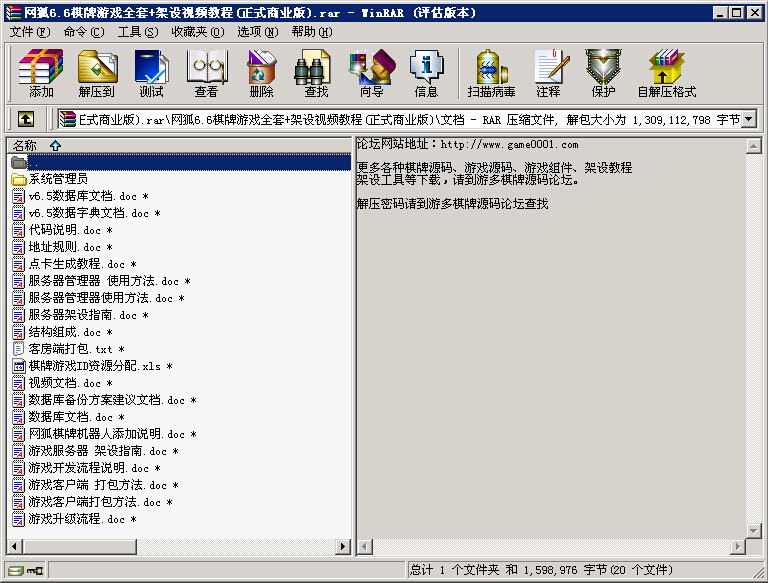 网狐6.6棋牌游戏全套+架设视频教程(正式商业版).rar - WinRAR (评估版本)
文件(F) 命令(C) 工具(S) 收藏夹(O) 选项(N) 帮助(H)
添加 解压到 测试 查看 删除 查找 向导 信息 扫描病毒 注释 保护 自解压格式
正式商业版).rar\网狐6.6棋牌游戏全套+架设视频教程(正式商业版)\文档 - RAR 压缩文件, 解包大小为 1,309,112,798 字节
名称
..
系统管理员
v6.5数据库文档.doc *
v6.5数据字典文档.doc *
代码说明.doc *
地址规则.doc *
点卡生成教程.doc *
服务器管理器 使用方法.doc *
服务器管理器使用方法.doc *
服务器架设指南.doc *
结构组成.doc *
客房端打包.txt *
棋牌游戏ID资源分配.xls *
视频文档.doc *
数据库备份方案建议文档.doc *
数据库文档.doc *
网狐棋牌机器人添加说明.doc *
游戏服务器 架设指南.doc *
游戏开发流程说明.doc *
游戏客户端 打包方法.doc *
游戏客户端打包方法.doc *
游戏升级流程.doc *
论坛网站地址：http://www.game0001.com
更多各种棋牌源码、游戏源码、游戏组件、架设教程
架设工具等下载，请到游多棋牌源码论坛。
解压密码请到游多棋牌源码论坛查找
总计 1 个文件夹 和 1,598,976 字节(20 个文件)